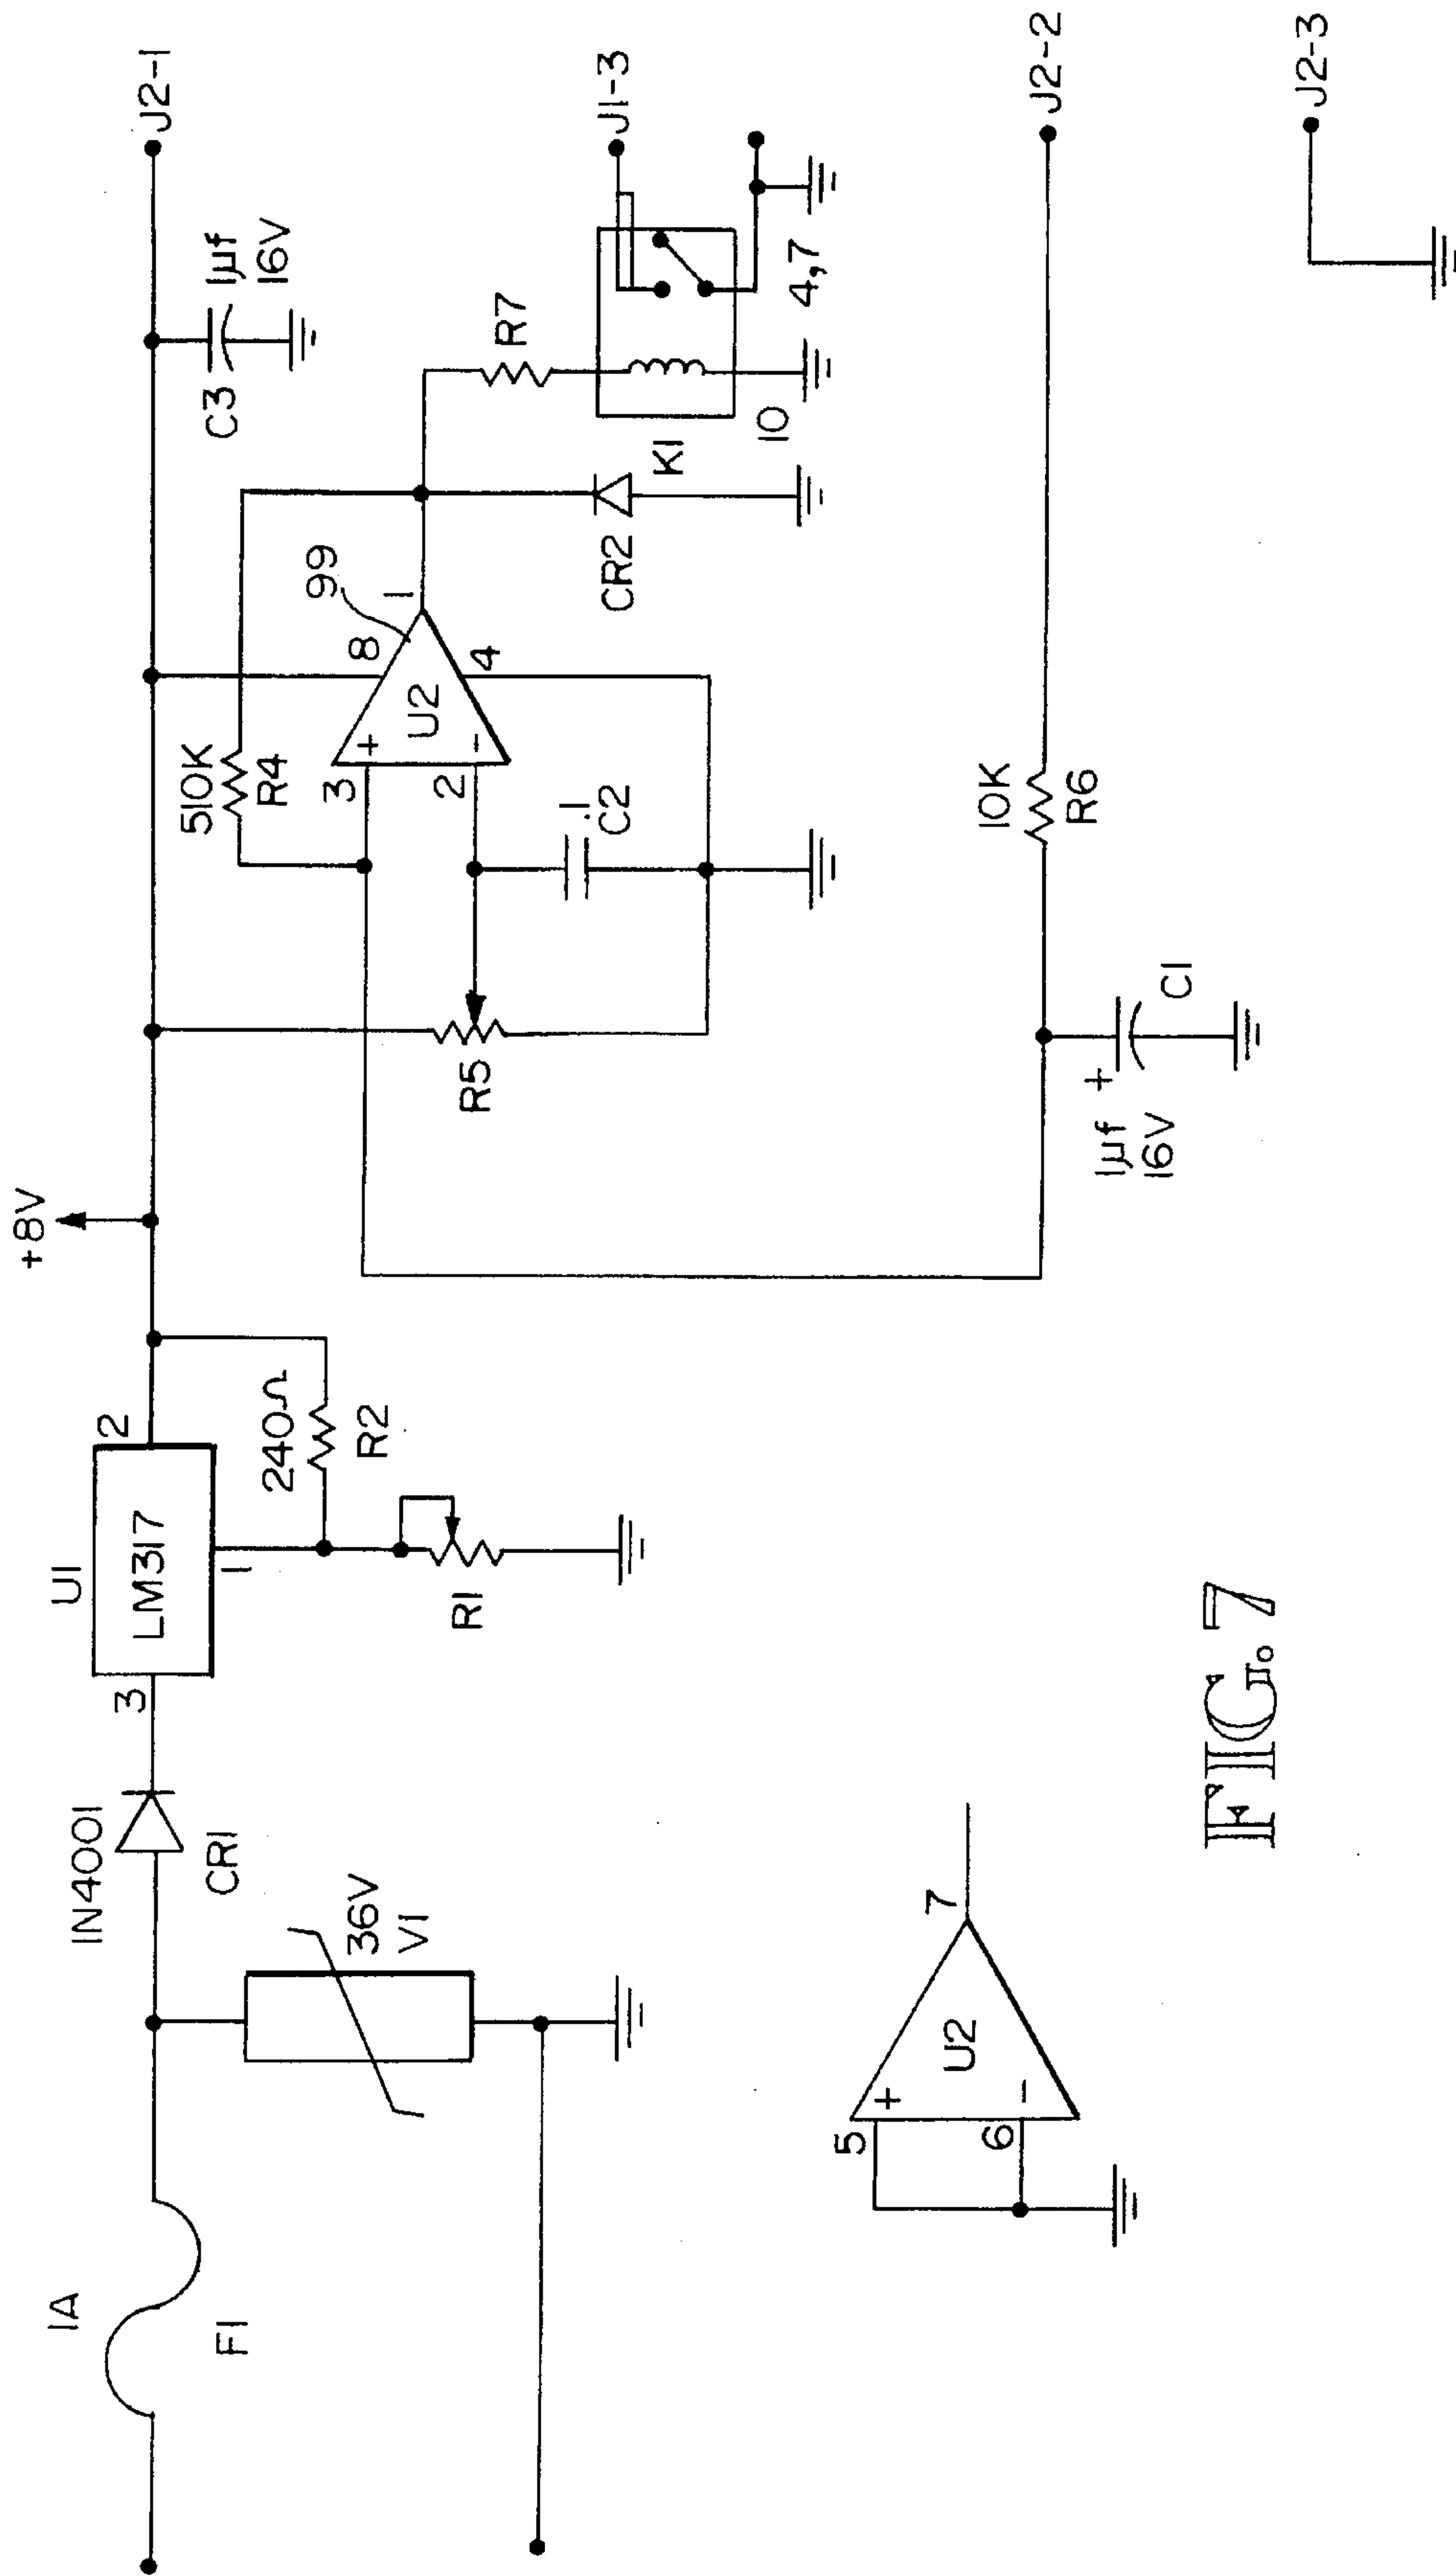 1A
F1
36V
V1
1N4001
CR1
U1
LM317
3
2
1
240Ω
R2
R1
+8V
R5
510K
R4
3
+
2
-
U2
8
4
1
99
.1
C2
C3
1µf
16V
J2-1
R7
CR2
K1
10
4,7
J1-3
+
1µf
16V
C1
10K
R6
J2-2
J2-3
5
+
6
-
U2
7
FIG. 7